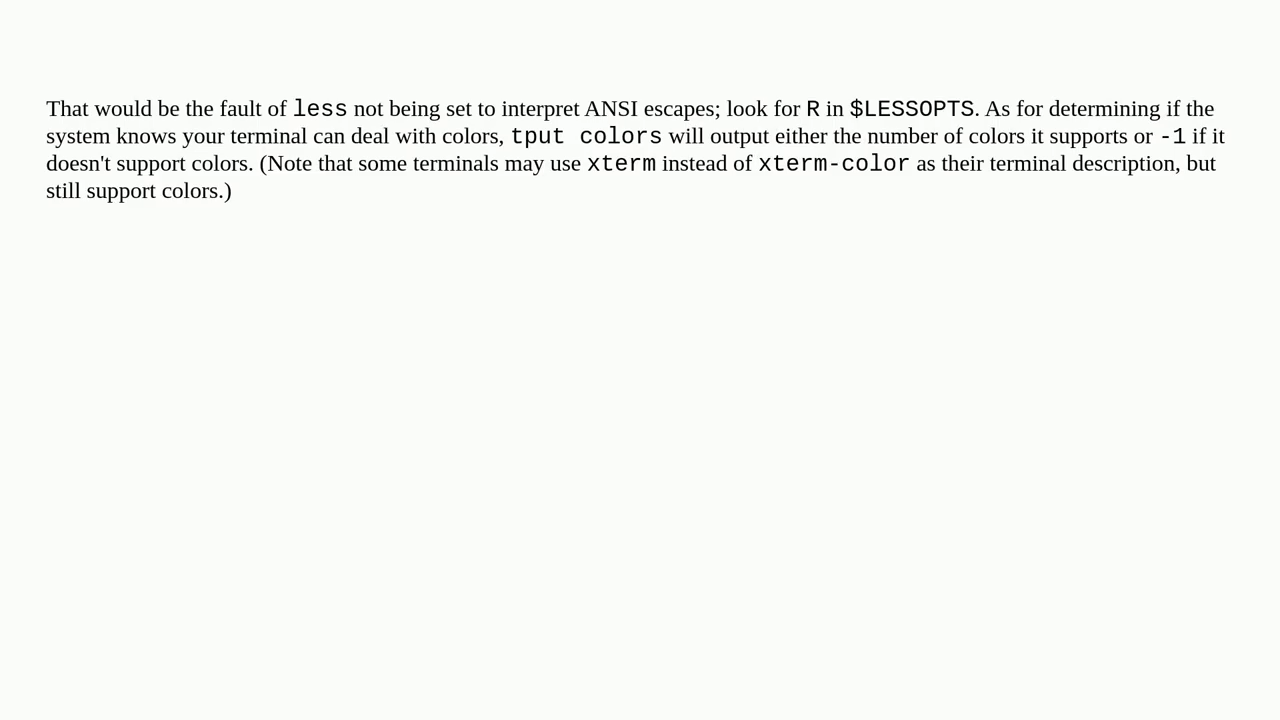 That would be the fault of less not being set to interpret ANSI escapes; look for R in $LESSOPTS. As for determining if the
system knows your terminal can deal with colors, tput colors will output either the number of colors it supports or -1 if it
doesn't support colors. (Note that some terminals may use xterm instead of xterm-color as their terminal description, but
still support colors.)